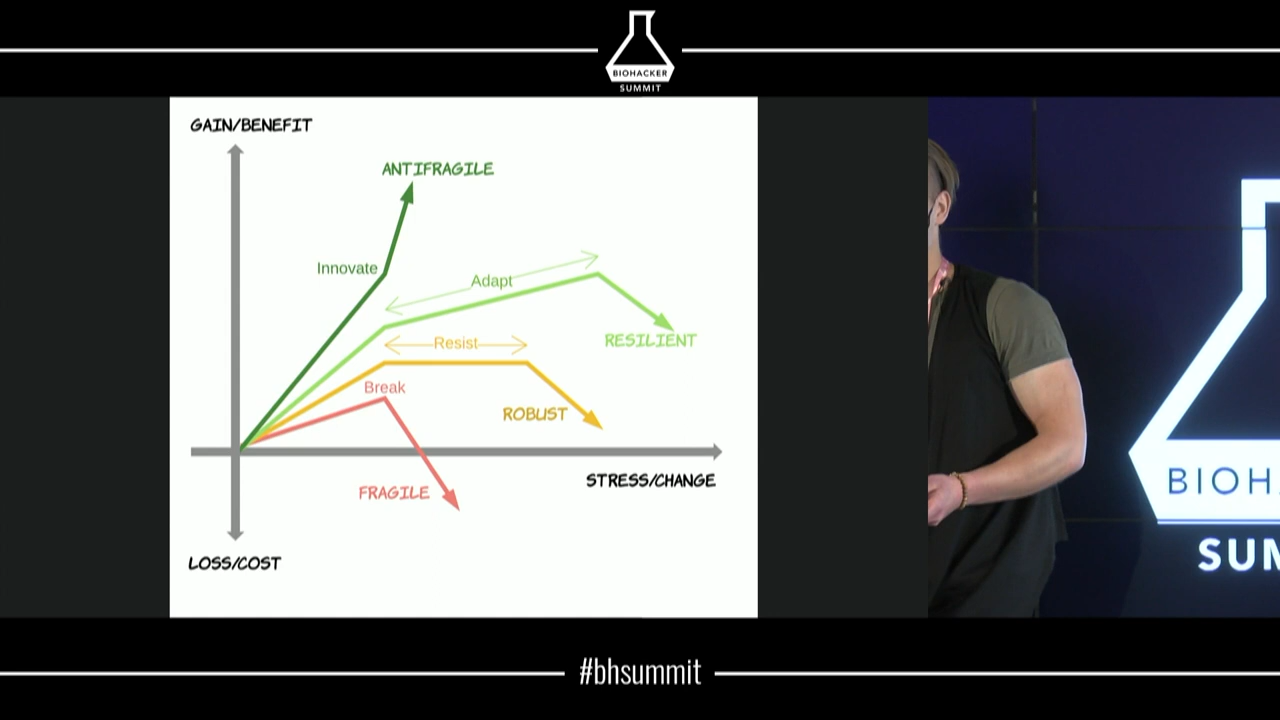 BIOHACKER
SUMMIT
GAIN/BENEFIT
ANTIFRAGILE
Innovate
Adapt
RESILIENT
Resist
Break
ROBUST
STRESS/CHANGE
FRAGILE
LOSS/COST
BIOH
SUM
#bhsummit